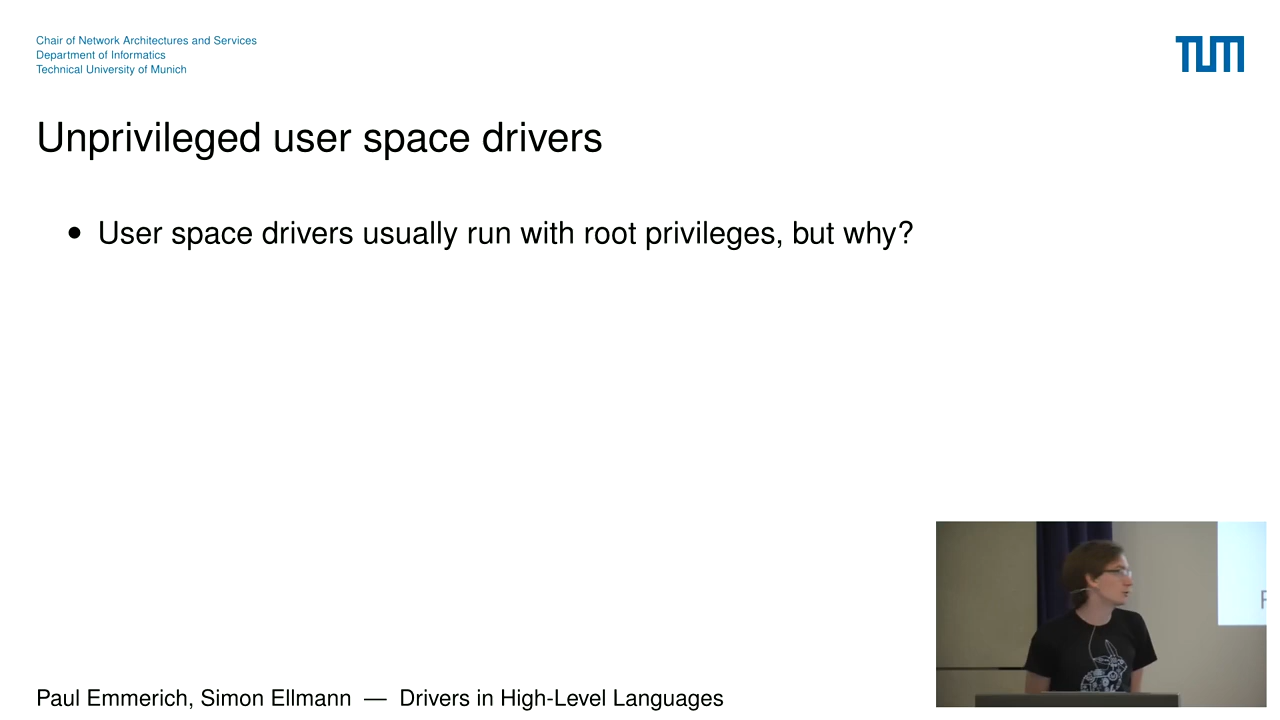 Chair of Network Architectures and Services
Department of Informatics
Technical University of Munich
TUM
Unprivileged user space drivers
• User space drivers usually run with root privileges, but why?
F
Paul Emmerich, Simon Ellmann — Drivers in High-Level Languages